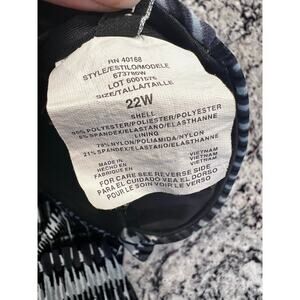 RN 40168
STYLE/ESTILO/MODELE
673786W
LOT 6001576
SIZE/TALLA/TAILLE
22W
SHELL
95% POLYESTER/POLIESTER/POLYESTER
5% SPANDEX/ELASTANO/ELASTHANNE
LINING
79% NYLON/POLIAMIDA/NYLON
21% SPANDEX/ELASTANO/ELASTHANNE
MADE IN VIETNAM
HECHO EN VIETNAM
FABRIQUE EN VIETNAM
FOR CARE SEE REVERSE SIDE
PARA EL CUIDADO VEA EL DORSO
POUR LE SOIN VOIR LE VERSO